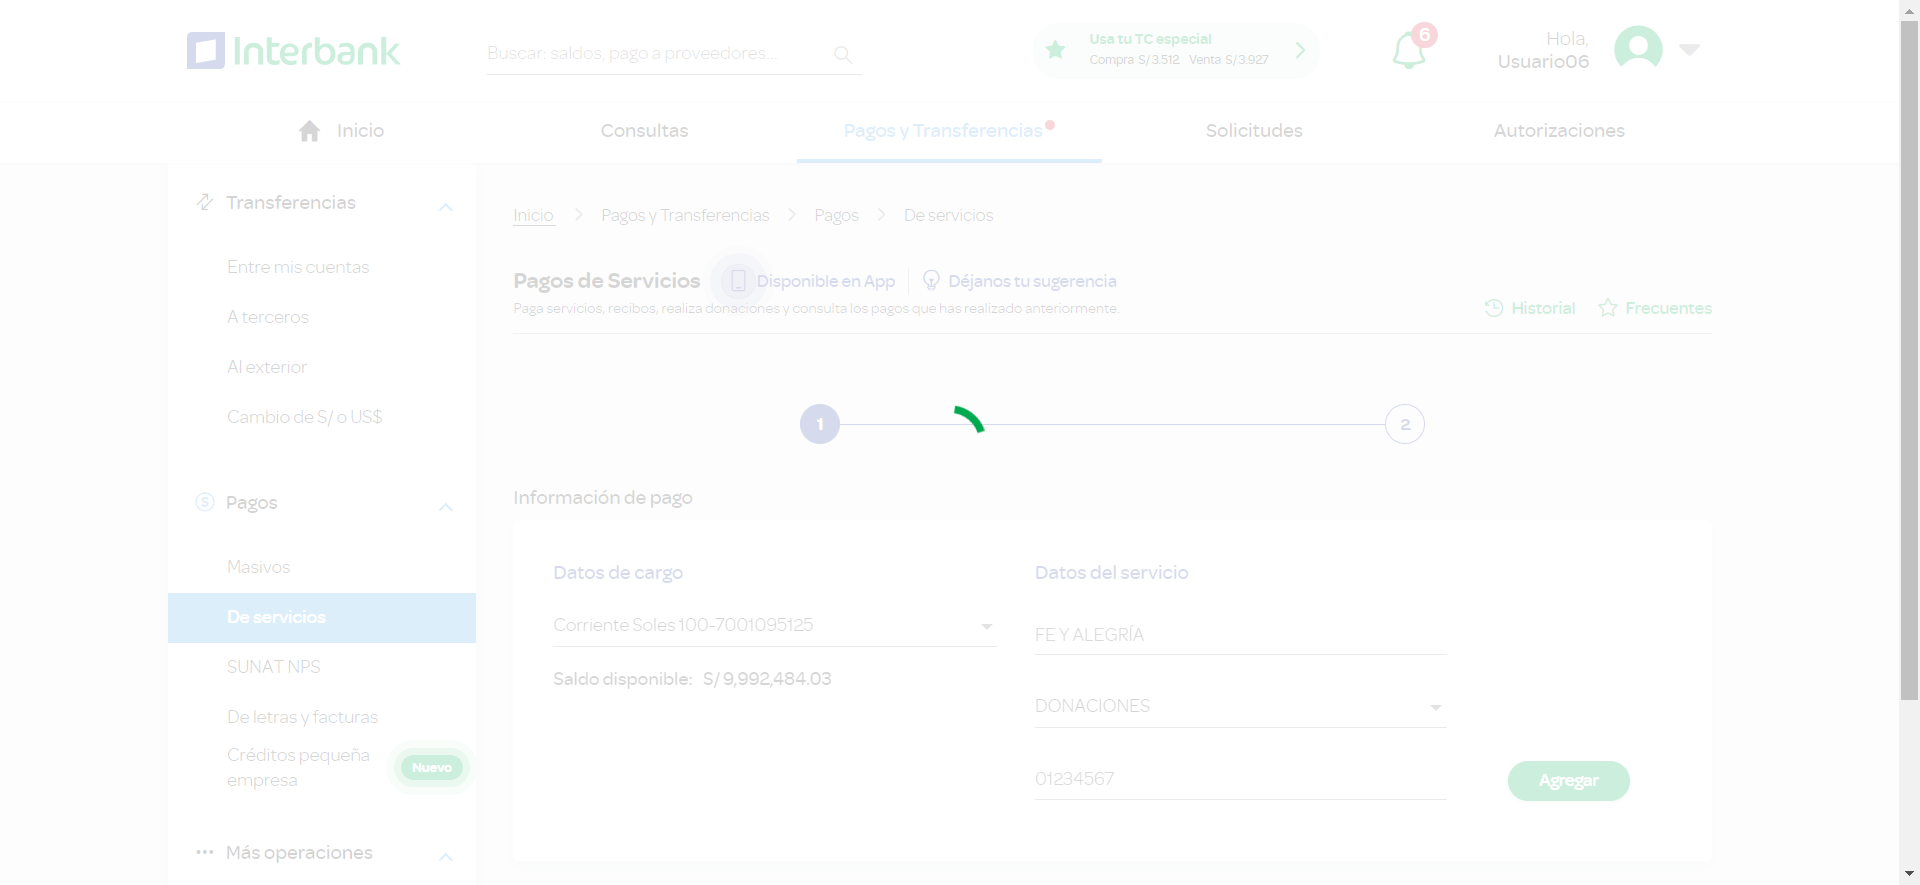 Interbank
Buscar: saldos, pago a proveedores...
Usa tu TC especial
Compra S/3.512 Venta S/3.927
6
Hola,
Usuario06
Inicio
Consultas
Pagos y Transferencias
Solicitudes
Autorizaciones
Transferencias
Entre mis cuentas
A terceros
Al exterior
Cambio de S/ o US$
Pagos
Masivos
De servicios
SUNAT NPS
De letras y facturas
Créditos pequeña
empresa
Nuevo
Más operaciones
Inicio > Pagos y Transferencias > Pagos > De servicios
Pagos de Servicios
Disponible en App
Déjanos tu sugerencia
Paga servicios, recibos, realiza donaciones y consulta los pagos que has realizado anteriormente.
Historial
Frecuentes
1
2
Información de pago
Datos de cargo
Corriente Soles 100-7001095125
Saldo disponible: S/ 9,992,484.03
Datos del servicio
FE Y ALEGRÍA
DONACIONES
01234567
Agregar